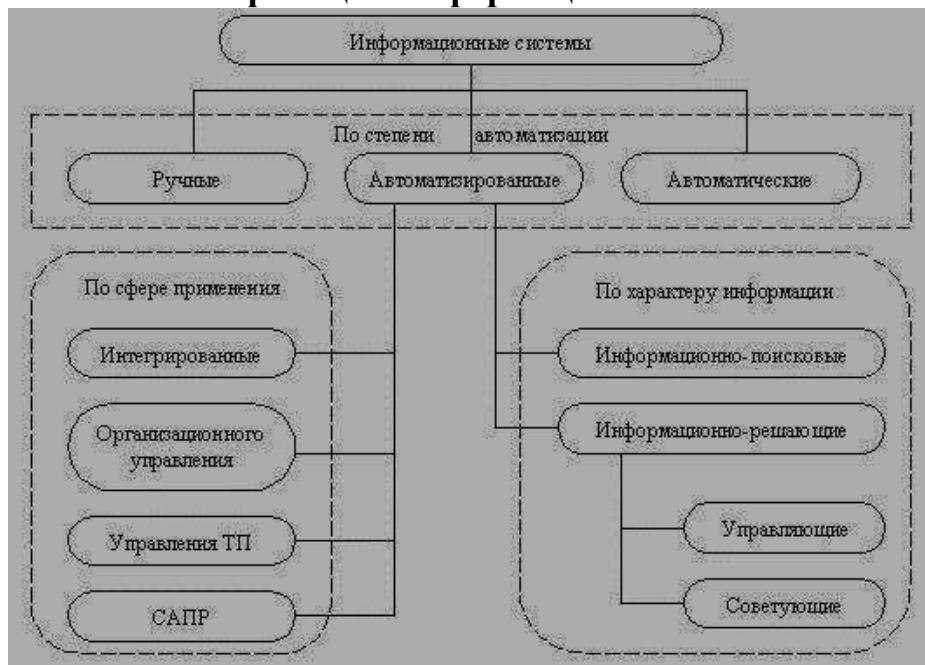 Информационные системы
По степени автоматизации
Ручные
Автоматизированные
Автоматические
По сфере применения
Интегрированные
Организационного
управления
Управления ТП
САПР
По характеру информации
Информационно-поисковые
Информационно-решающие
Управляющие
Советующие